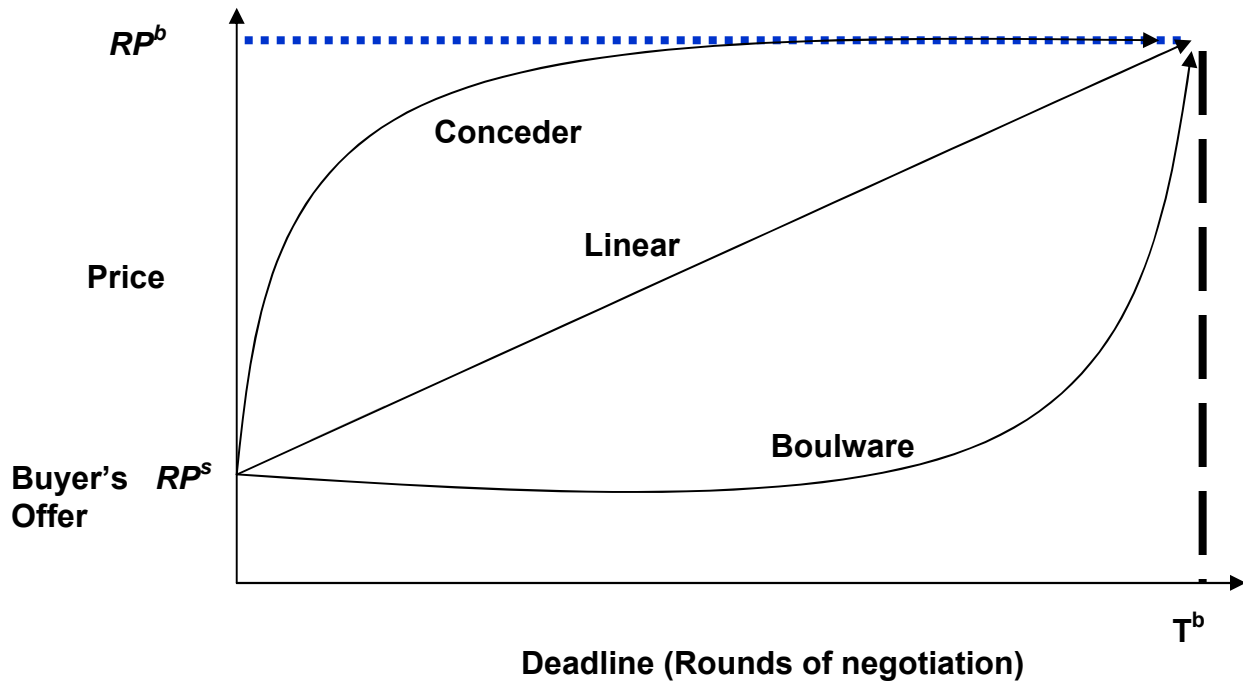 RP^b
Conceder
Linear
Price
Boulware
Buyer’s RP^s
Offer
T^b
Deadline (Rounds of negotiation)